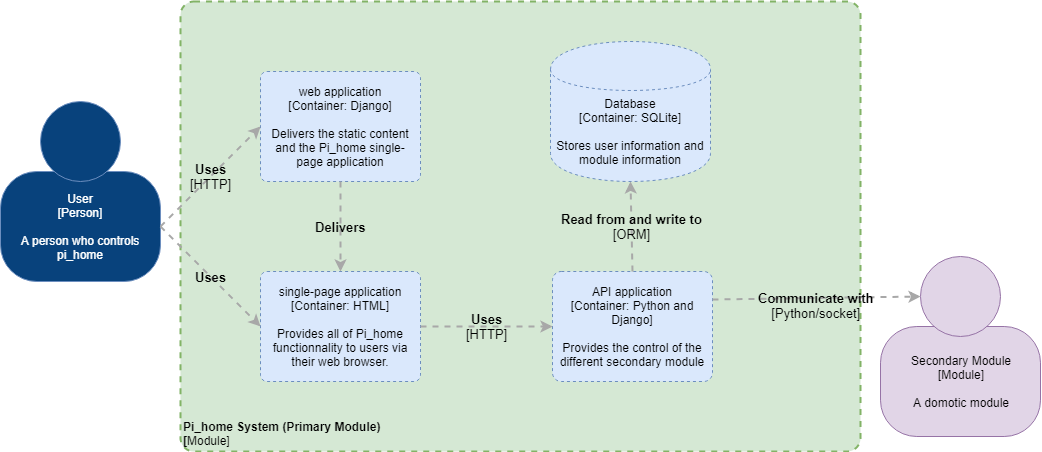 web application
[Container: Django]
Delivers the static content
and the Pi_home single-
page application
Database
[Container: SQLite]
Stores user information and
module information
Uses
[HTTP]
User
[Person]
A person who controls
pi_home
Delivers
Read from and write to
[ORM]
Uses
single-page application
[Container: HTML]
Provides all of Pi_home
functionnality to users via
their web browser.
Uses
[HTTP]
API application
[Container: Python and
Django]
Provides the control of the
different secondary module
Communicate with
[Python/socket]
Secondary Module
[Module]
A domotic module
Pi_home System (Primary Module)
[Module]